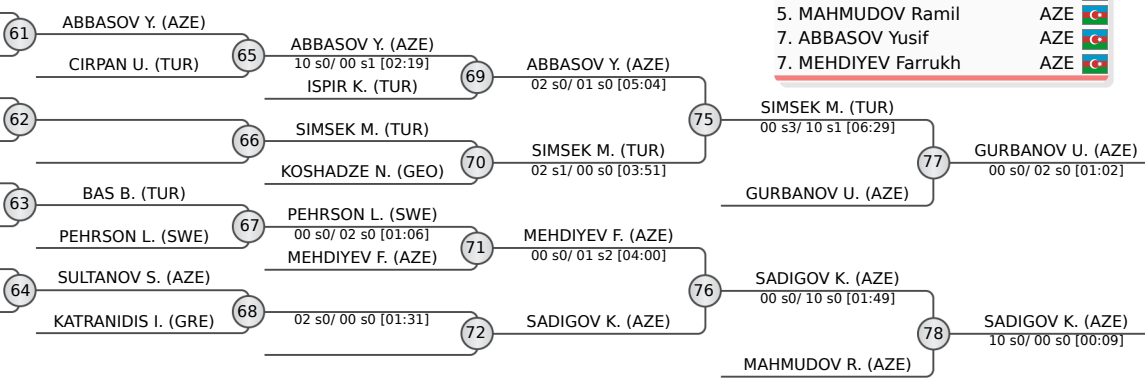 5. MAHMUDOV Ramil AZE
7. ABBASOV Yusif AZE
7. MEHDIYEV Farrukh AZE
61
ABBASOV Y. (AZE)
CIRPAN U. (TUR)
65
ABBASOV Y. (AZE)
10 s0/ 00 s1 [02:19]
ISPIR K. (TUR)
69
ABBASOV Y. (AZE)
02 s0/ 01 s0 [05:04]
62
66
SIMSEK M. (TUR)
KOSHADZE N. (GEO)
70
SIMSEK M. (TUR)
02 s1/ 00 s0 [03:51]
75
SIMSEK M. (TUR)
00 s3/ 10 s1 [06:29]
GURBANOV U. (AZE)
77
GURBANOV U. (AZE)
00 s0/ 02 s0 [01:02]
63
BAS B. (TUR)
PEHRSON L. (SWE)
67
PEHRSON L. (SWE)
00 s0/ 02 s0 [01:06]
MEHDIYEV F. (AZE)
71
MEHDIYEV F. (AZE)
00 s0/ 01 s2 [04:00]
64
SULTANOV S. (AZE)
KATRANIDIS I. (GRE)
68
02 s0/ 00 s0 [01:31]
72
SADIGOV K. (AZE)
76
SADIGOV K. (AZE)
00 s0/ 10 s0 [01:49]
MAHMUDOV R. (AZE)
78
SADIGOV K. (AZE)
10 s0/ 00 s0 [00:09]